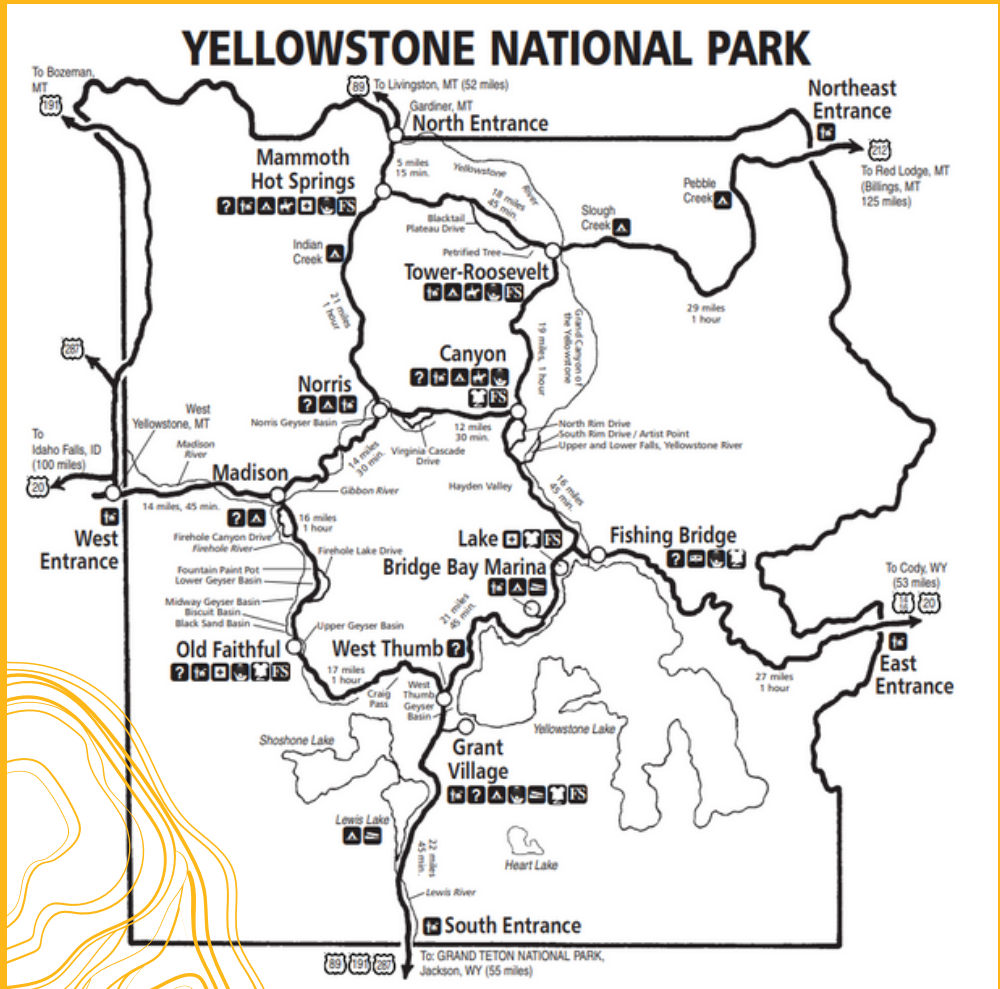 YELLOWSTONE NATIONAL PARK
To Bozeman,
MT
191
89
To Livingston, MT (52 miles)
Gardiner, MT
North Entrance
Northeast
Entrance
212
To Red Lodge, MT
(Billings, MT
125 miles)
Mammoth
Hot Springs
? FS
5 miles
15 min.
Yellowstone
River
18 miles
45 min.
Blacktail
Plateau Drive
Petrified Tree
Slough
Creek
Pebble
Creek
Indian
Creek
Tower-Roosevelt
FS
29 miles
1 hour
21 miles
1 hour
Grand Canyon of
the Yellowstone
19 miles, 1 hour
287
Canyon
?
FS
Norris
?
Norris Geyser Basin
12 miles
30 min.
Virginia Cascade
Drive
North Rim Drive
South Rim Drive / Artist Point
Upper and Lower Falls, Yellowstone River
West
Yellowstone, MT
To
Idaho Falls, ID
(100 miles)
20
Madison
River
14 miles
30 min.
Madison
?
Gibbon River
Hayden Valley
16 miles
45 min.
14 miles, 45 min.
West
Entrance
16 miles
1 hour
Firehole Canyon Drive
Firehole River
Firehole Lake Drive
Fountain Paint Pot
Lower Geyser Basin
Midway Geyser Basin
Biscuit Basin
Black Sand Basin
Lake
FS
Fishing Bridge
?
Bridge Bay Marina
To Cody, WY
(53 miles)
14
16
20
21 miles
45 min.
Upper Geyser Basin
Old Faithful
? FS
West Thumb ?
East
Entrance
17 miles
1 hour
27 miles
1 hour
Craig
Pass
West
Thumb
Geyser
Basin
Shoshone Lake
Yellowstone Lake
Grant
Village
? FS
Lewis Lake
22 miles
45 min.
Heart Lake
Lewis River
South Entrance
89 191 287
To: GRAND TETON NATIONAL PARK,
Jackson, WY (55 miles)